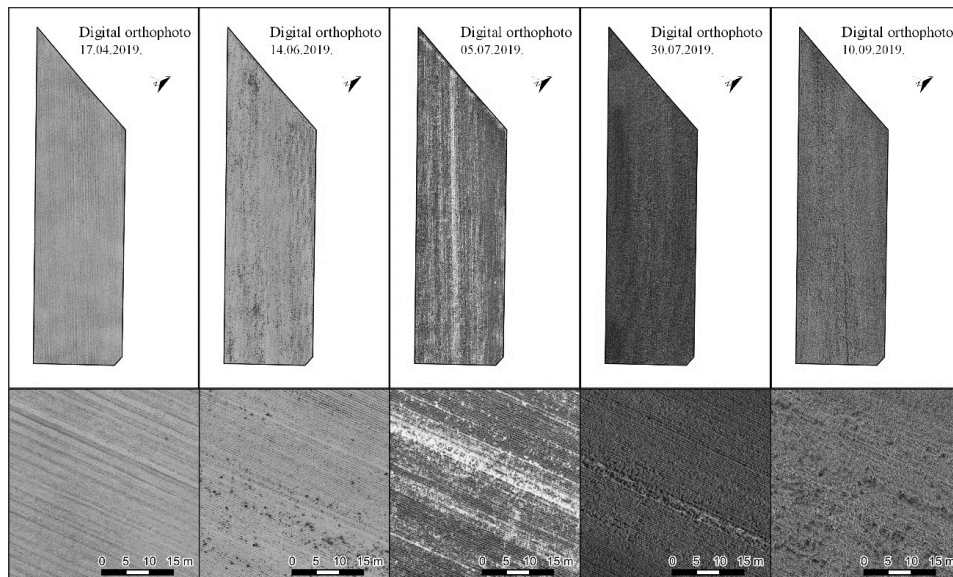 Digital orthophoto
17.04.2019.
Digital orthophoto
14.06.2019.
Digital orthophoto
05.07.2019.
Digital orthophoto
30.07.2019.
Digital orthophoto
10.09.2019.
0 5 10 15 m
0 5 10 15 m
0 5 10 15 m
0 5 10 15 m
0 5 10 15 m